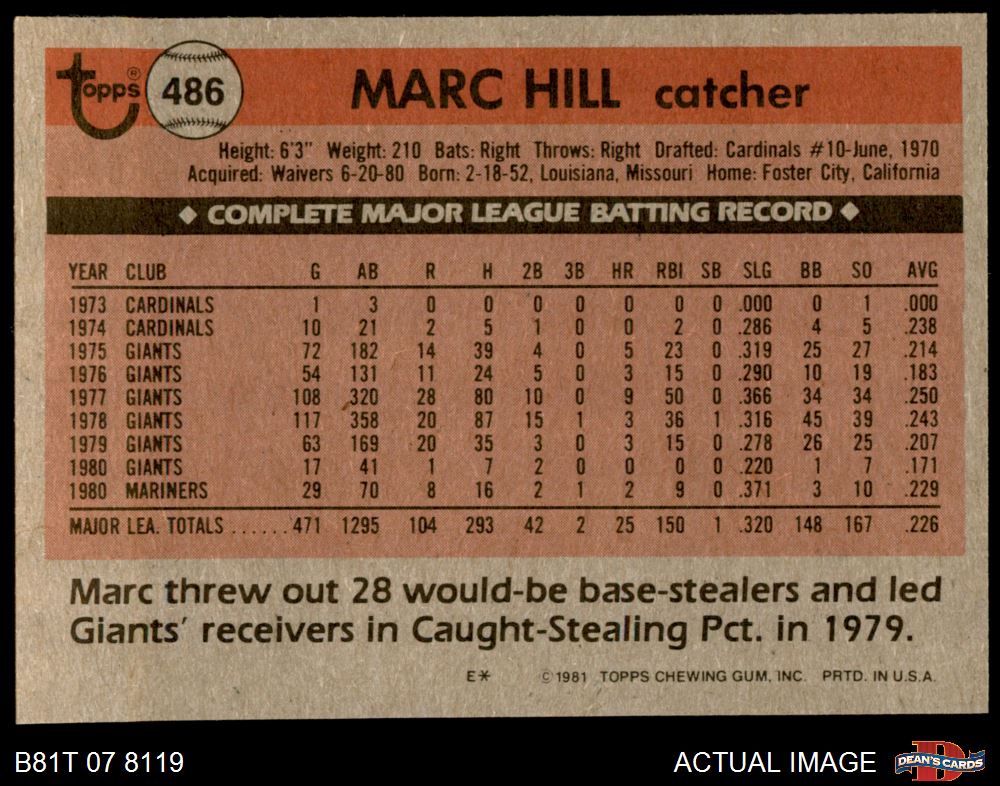 Topps® 486 MARC HILL catcher
Height: 6'3" Weight: 210 Bats: Right Throws: Right Drafted: Cardinals #10-June, 1970
Acquired: Waivers 6-20-80 Born: 2-18-52, Louisiana, Missouri Home: Foster City, California
◆ COMPLETE MAJOR LEAGUE BATTING RECORD ◆
YEAR CLUB G AB R H 2B 3B HR RBI SB SLG BB SO AVG
1973 CARDINALS 1 3 0 0 0 0 0 0 0 .000 0 1 .000
1974 CARDINALS 10 21 2 5 1 0 0 2 0 .286 4 5 .238
1975 GIANTS 72 182 14 39 4 0 5 23 0 .319 25 27 .214
1976 GIANTS 54 131 11 24 5 0 3 15 0 .290 10 19 .183
1977 GIANTS 108 320 28 80 10 0 9 50 0 .366 34 34 .250
1978 GIANTS 117 358 20 87 15 1 3 36 1 .316 45 39 .243
1979 GIANTS 63 169 20 35 3 0 3 15 0 .278 26 25 .207
1980 GIANTS 17 41 1 7 2 0 0 0 0 .220 1 7 .171
1980 MARINERS 29 70 8 16 2 1 2 9 0 .371 3 10 .229
MAJOR LEA. TOTALS ...... 471 1295 104 293 42 2 25 150 1 .320 148 167 .226
Marc threw out 28 would-be base-stealers and led
Giants' receivers in Caught-Stealing Pct. in 1979.
E* © 1981 TOPPS CHEWING GUM, INC. PRTD. IN U.S.A.
B81T 07 8119 ACTUAL IMAGE D DEAN'S CARDS